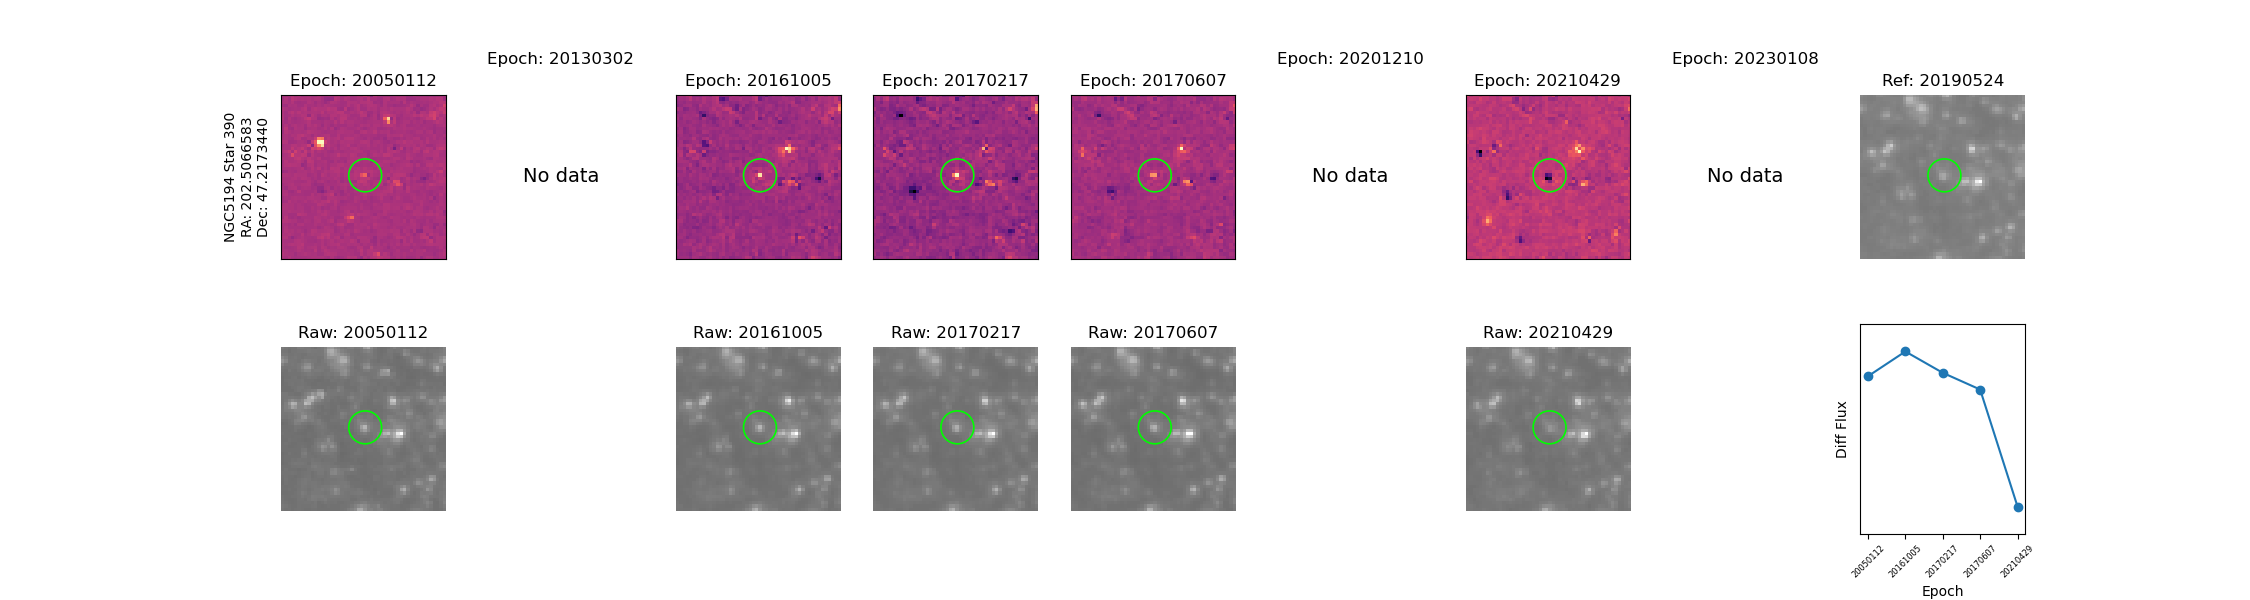 Epoch: 20130302
Epoch: 20201210
Epoch: 20230108
Epoch: 20050112
Epoch: 20161005
Epoch: 20170217
Epoch: 20170607
Epoch: 20210429
Ref: 20190524
NGC5194 Star 390
RA: 202.5066583
Dec: 47.2173440
No data
No data
No data
Raw: 20050112
Raw: 20161005
Raw: 20170217
Raw: 20170607
Raw: 20210429
Diff Flux
20050112
20161005
20170217
20170607
20210429
Epoch